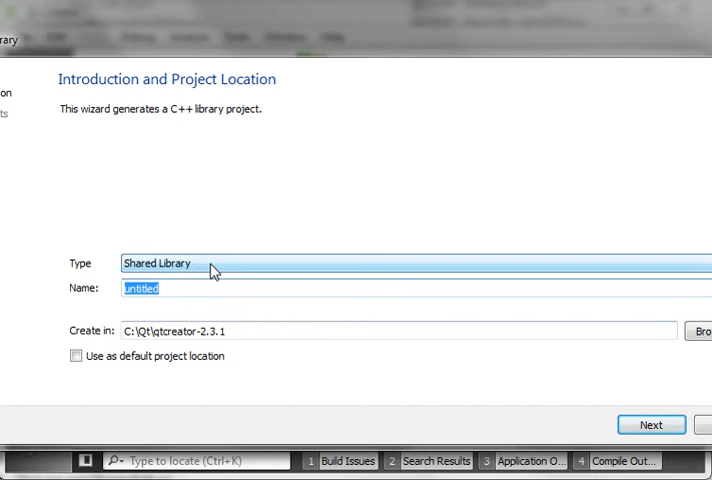 rary
Introduction and Project Location
on
This wizard generates a C++ library project.
ts
Type Shared Library
Name: untitled
Create in: C:\Qt\qtcreator-2.3.1 Bro
Use as default project location
Next
Type to locate (Ctrl+K) 1 Build Issues 2 Search Results 3 Application O... 4 Compile Out...